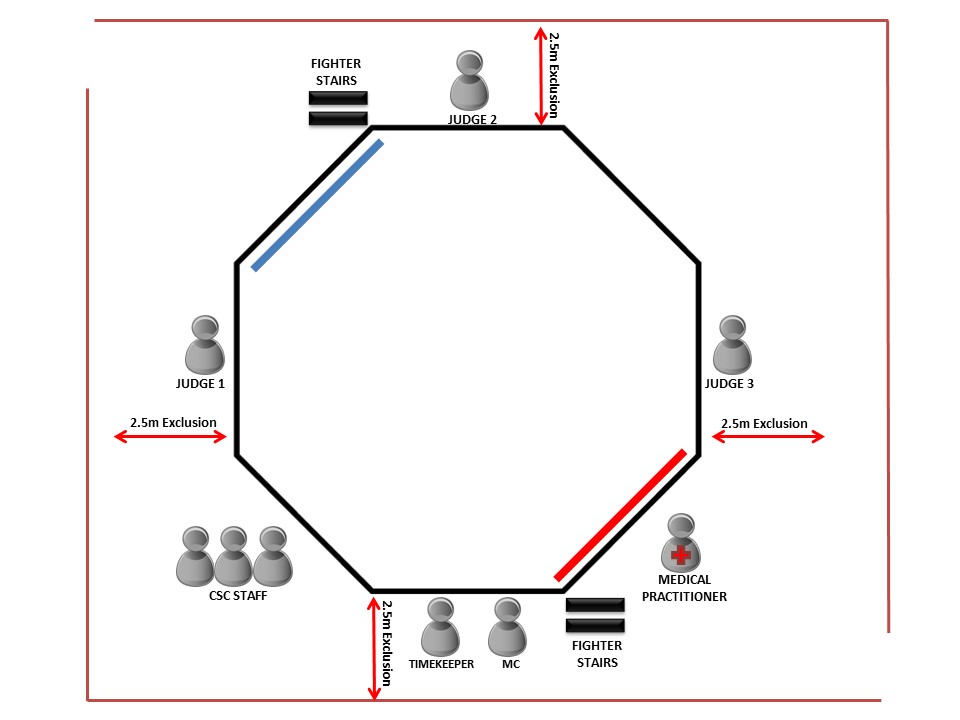 FIGHTER
STAIRS
JUDGE 2
2.5m Exclusion
JUDGE 1
JUDGE 3
2.5m Exclusion
2.5m Exclusion
CSC STAFF
MEDICAL
PRACTITIONER
2.5m Exclusion
TIMEKEEPER
MC
FIGHTER
STAIRS